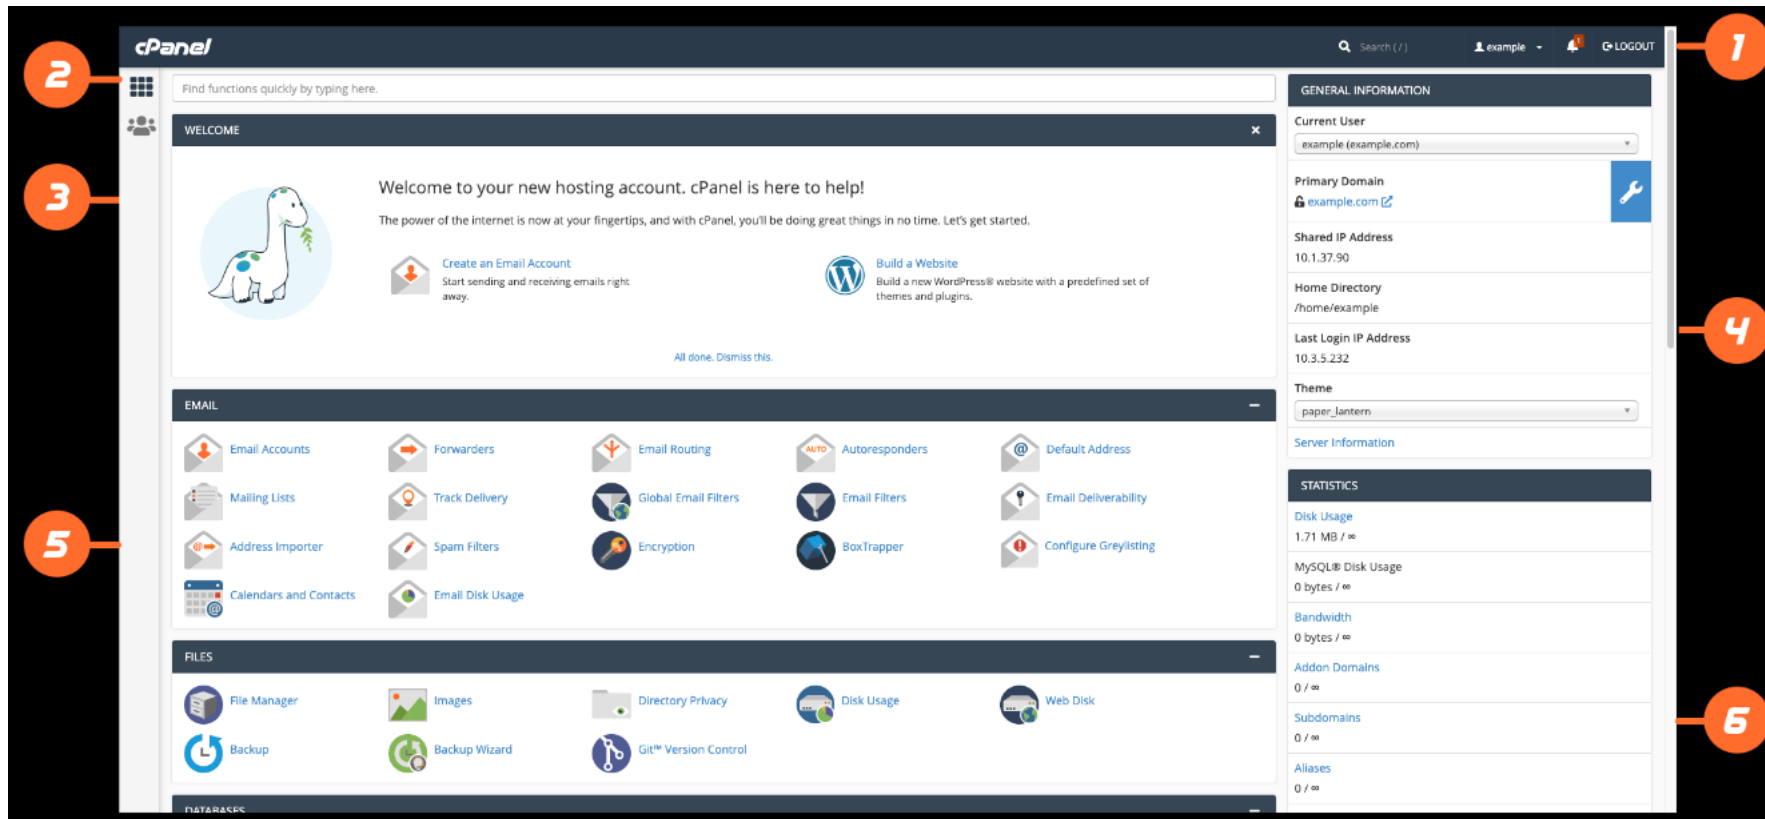 cPanel
Search ( / )
example
1
LOGOUT
1
2
Find functions quickly by typing here.
WELCOME
Welcome to your new hosting account. cPanel is here to help!
The power of the internet is now at your fingertips, and with cPanel, you'll be doing great things in no time. Let's get started.
Create an Email Account
Start sending and receiving emails right
away.
Build a Website
Build a new WordPress® website with a predefined set of
themes and plugins.
All done. Dismiss this.
3
EMAIL
Email Accounts
Forwarders
Email Routing
AUTO
Autoresponders
@
Default Address
Mailing Lists
Track Delivery
Global Email Filters
Email Filters
Email Deliverability
@
Address Importer
Spam Filters
Encryption
BoxTrapper
Configure Greylisting
@
Calendars and Contacts
Email Disk Usage
5
FILES
File Manager
Images
Directory Privacy
Disk Usage
Web Disk
Backup
Backup Wizard
Git™ Version Control
DATABASES
GENERAL INFORMATION
Current User
example (example.com)
Primary Domain
example.com
Shared IP Address
10.1.37.90
Home Directory
/home/example
Last Login IP Address
10.3.5.232
4
Theme
paper_lantern
Server Information
STATISTICS
Disk Usage
1.71 MB / ∞
MySQL® Disk Usage
0 bytes / ∞
Bandwidth
0 bytes / ∞
Addon Domains
0 / ∞
Subdomains
0 / ∞
6
Aliases
0 / ∞